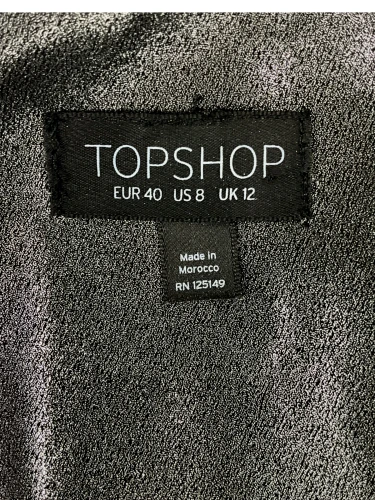 TOPSHOP
EUR 40 US 8 UK 12
Made in
Morocco
RN 125149